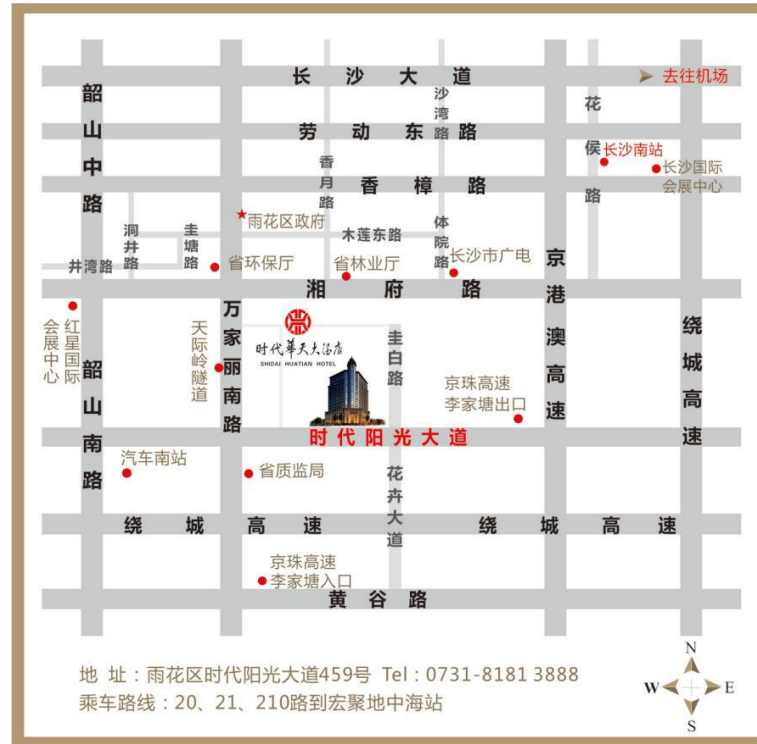 长沙大道
去往机场
韶山中路
沙湾路
花侯路
劳动东路
长沙南站
长沙国际
会展中心
香月路
香樟路
雨花区政府
洞井路
圭塘路
木莲东路
体院路
井湾路
省环保厅
省林业厅
长沙市广电
京港澳高速
湘府路
红星国际
会展中心
万家丽南路
天际岭隧道
时代華天大酒店
SHIDAI HUATIAN HOTEL
圭白路
绕城高速
韶山南路
京珠高速
李家塘出口
时代阳光大道
汽车南站
省质监局
花卉大道
绕城高速
绕城高速
京珠高速
李家塘入口
黄谷路
地 址：雨花区时代阳光大道459号 Tel：0731-8181 3888
乘车路线：20、21、210路到宏聚地中海站
N
W
E
S